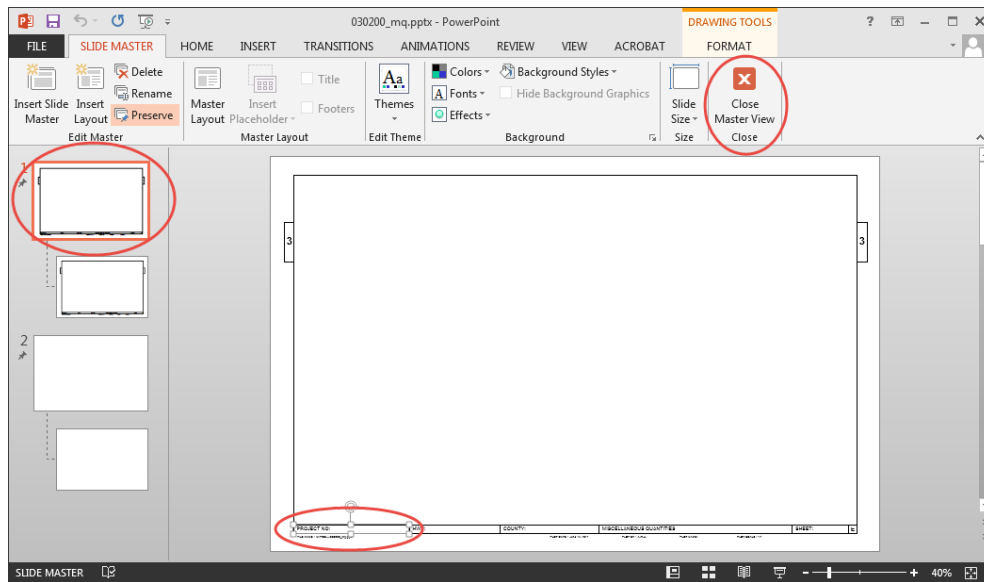 030200_mq.pptx - PowerPoint
DRAWING TOOLS
?
FILE SLIDE MASTER HOME INSERT TRANSITIONS ANIMATIONS REVIEW VIEW ACROBAT FORMAT
Insert Slide Master
Insert Layout
Delete
Rename
Preserve
Edit Master
Master Layout
Insert Placeholder
Title
Footers
Master Layout
Aa
Themes
Edit Theme
Colors
Fonts
Effects
Background Styles
Hide Background Graphics
Background
Slide Size
Size
Close Master View
Close
1
2
3
3
PROJECT NO: HWY: COUNTY: MISCELLANEOUS QUANTITIES SHEET: E
SLIDE MASTER
40%